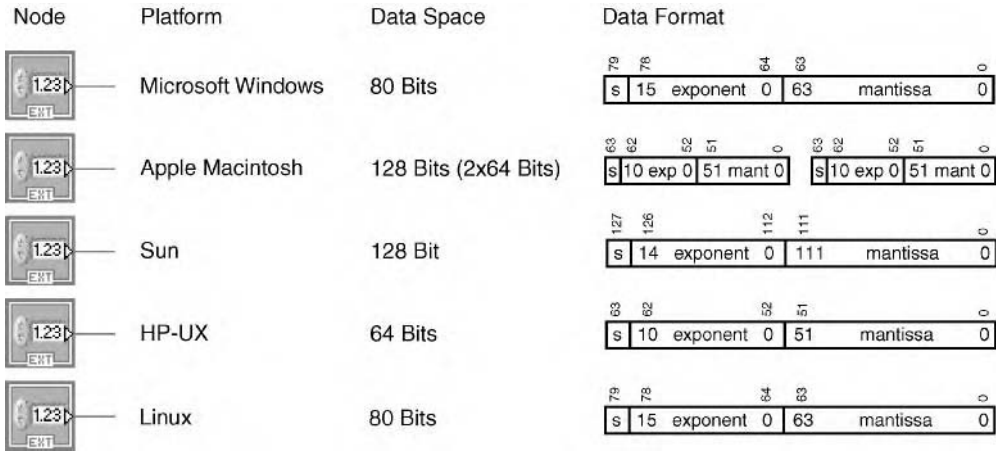 Node Platform Data Space Data Format
79 78 64 63 0
1.23 Microsoft Windows 80 Bits s 15 exponent 0 63 mantissa 0
EXT
63 62 52 51 0 63 62 52 51 0
1.23 Apple Macintosh 128 Bits (2x64 Bits) s 10 exp 0 51 mant 0 s 10 exp 0 51 mant 0
EXT
127 126 112 111 0
1.23 Sun 128 Bit s 14 exponent 0 111 mantissa 0
EXT
63 62 52 51 0
1.23 HP-UX 64 Bits s 10 exponent 0 51 mantissa 0
EXT
79 78 64 63 0
1.23 Linux 80 Bits s 15 exponent 0 63 mantissa 0
EXT